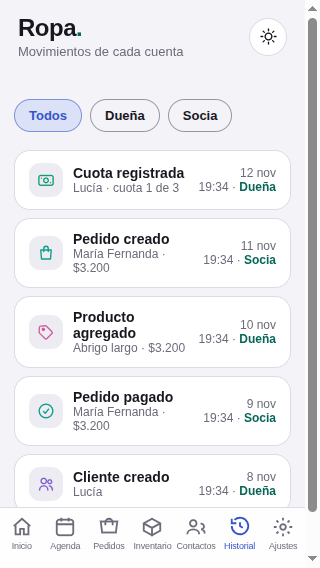 Ropa.
Movimientos de cada cuenta
Todos
Dueña
Socia
Cuota registrada
Lucía · cuota 1 de 3
12 nov
19:34 · Dueña
Pedido creado
María Fernanda ·
$3.200
11 nov
19:34 · Socia
Producto
agregado
Abrigo largo · $3.200
10 nov
19:34 · Dueña
Pedido pagado
María Fernanda ·
$3.200
9 nov
19:34 · Socia
Cliente creado
Lucía
8 nov
19:34 · Dueña
Inicio
Agenda
Pedidos
Inventario
Contactos
Historial
Ajustes